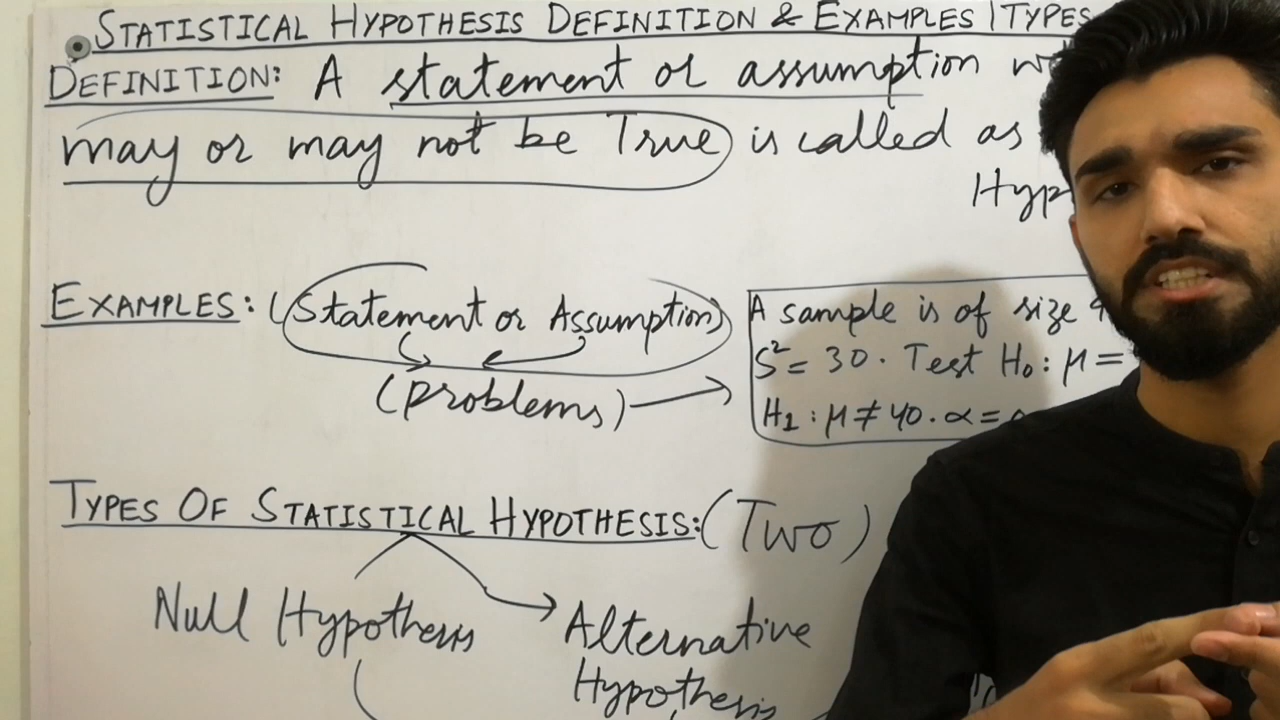 STATISTICAL HYPOTHESIS DEFINITION & EXAMPLES | TYPES
DEFINITION: A statement or assumption
may or may not be True is called as
EXAMPLES: (Statement or Assumption)
(Problems)
A sample is of size
S² = 30. Test H₀: μ =
H₁: μ ≠ 40. α =
TYPES OF STATISTICAL HYPOTHESIS: (Two)
Null Hypothesis
Alternative
Hypothesis